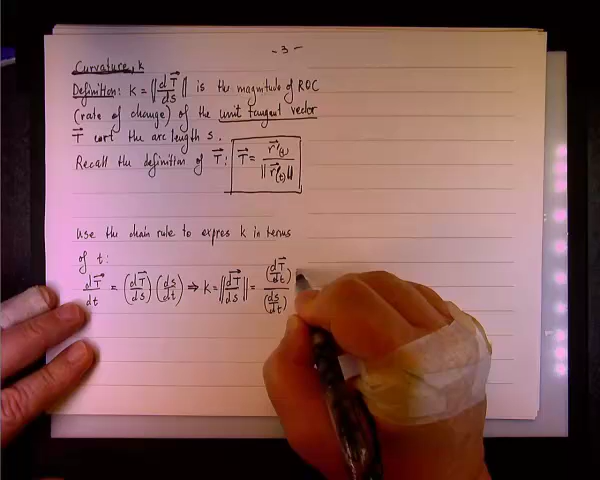 - 3 -
Curvature, k
Definition: K = ‖dT⃗/ds‖ is the magnitude of ROC
(rate of change) of the unit tangent vector
T⃗ wrt the arc length s.
Recall the definition of T⃗: T⃗ = r⃗'(t) / ‖r⃗'(t)‖
Use the chain rule to expres k in terms
of t:
dT⃗/dt = (dT⃗/ds)(ds/dt) ⇒ k = ‖dT⃗/ds‖ = (dT⃗/dt) / (ds/dt)